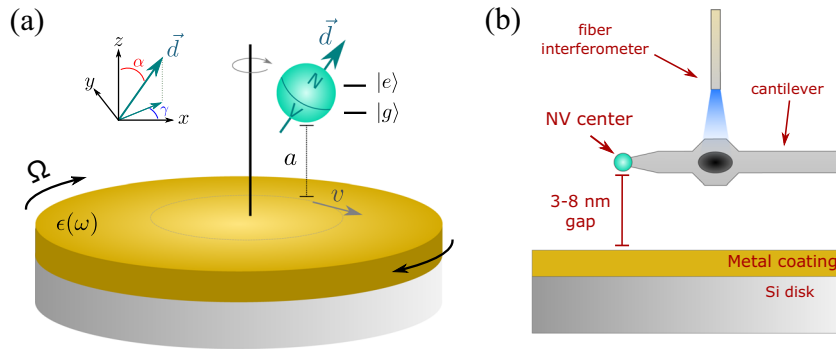 (a)
z
α
d⃗
y
γ
x
d⃗
N
V
|e⟩
|g⟩
a
Ω
v
ϵ(ω)
(b)
fiber
interferometer
cantilever
NV center
3-8 nm
gap
Metal coating
Si disk